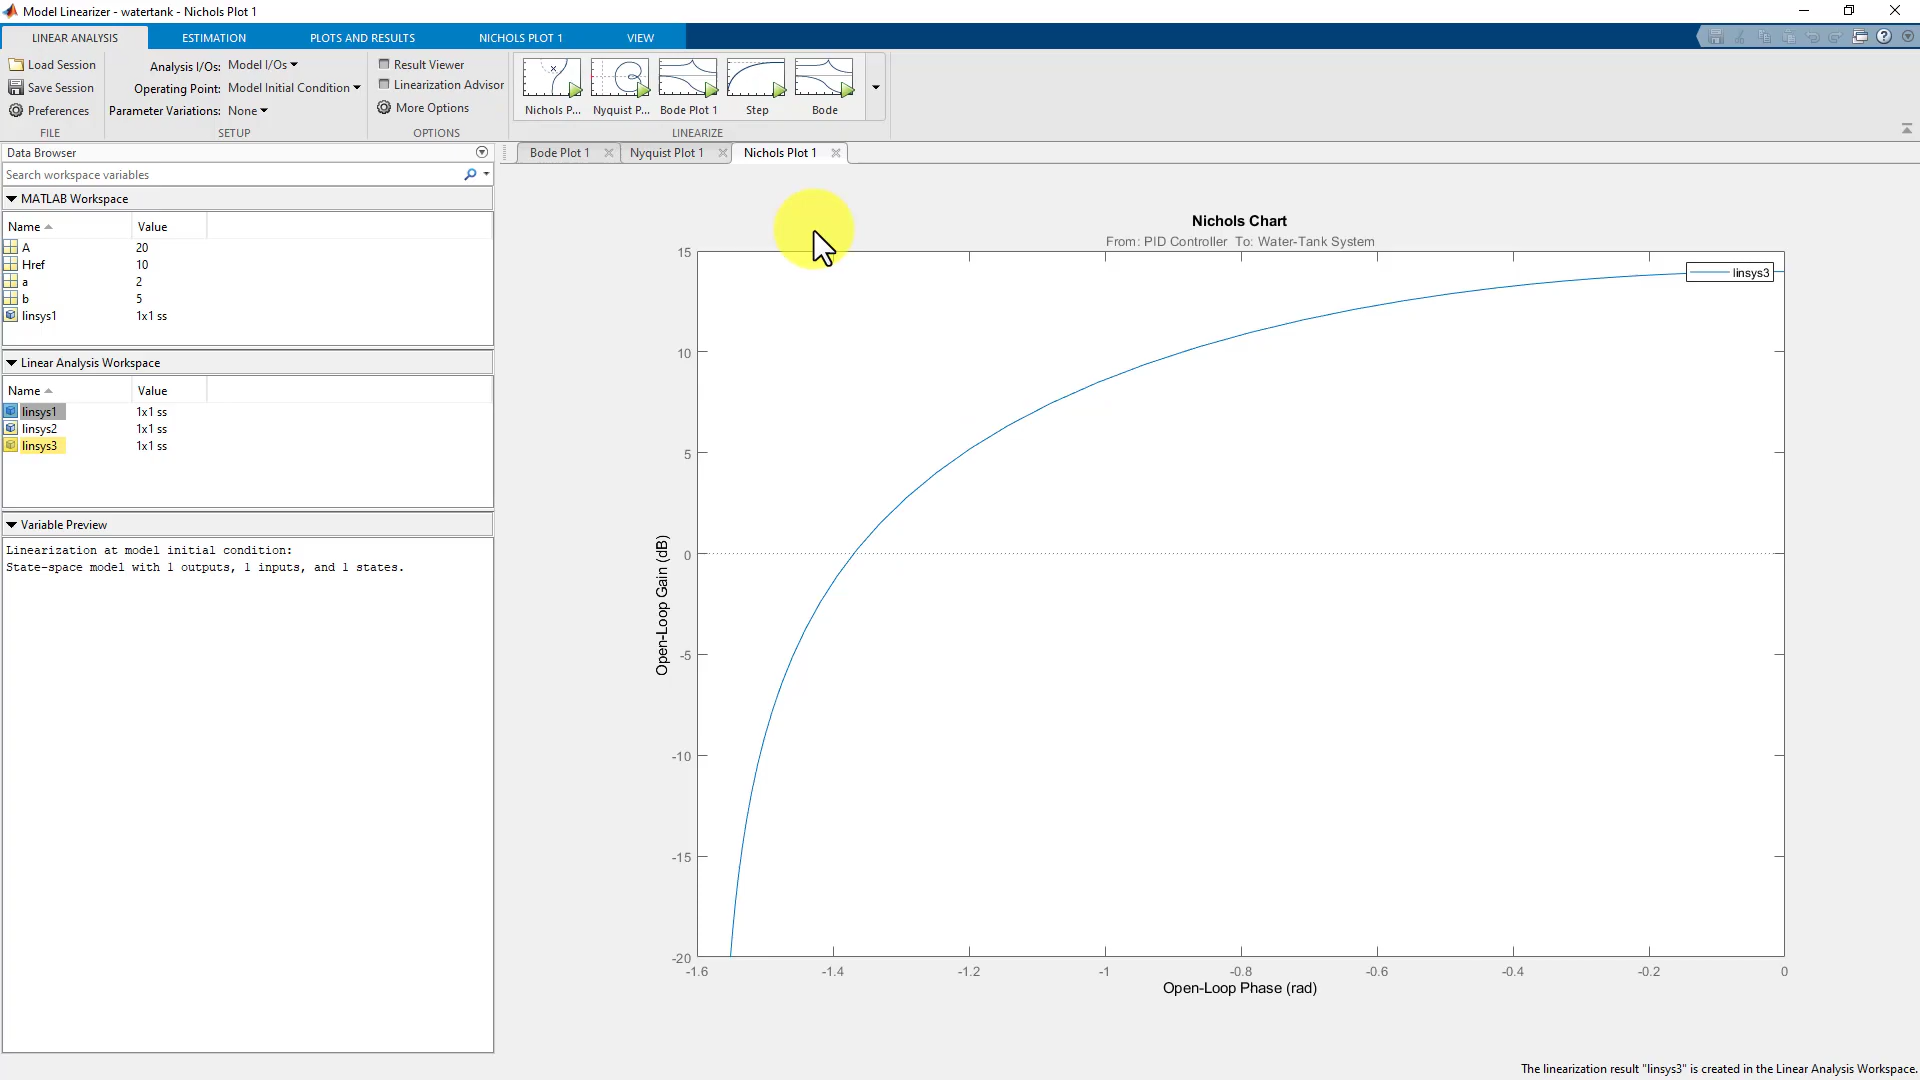 Model Linearizer - watertank - Nichols Plot 1
LINEAR ANALYSIS ESTIMATION PLOTS AND RESULTS NICHOLS PLOT 1 VIEW
Load Session
Save Session
Preferences
FILE
Analysis I/Os: Model I/Os
Operating Point: Model Initial Condition
Parameter Variations: None
SETUP
Result Viewer
Linearization Advisor
More Options
OPTIONS
Nichols P... Nyquist P... Bode Plot 1 Step Bode
LINEARIZE
Data Browser
Search workspace variables
MATLAB Workspace
Name Value
A 20
Href 10
a 2
b 5
linsys1 1x1 ss
Linear Analysis Workspace
Name Value
linsys1 1x1 ss
linsys2 1x1 ss
linsys3 1x1 ss
Variable Preview
Linearization at model initial condition:
State-space model with 1 outputs, 1 inputs, and 1 states.
Bode Plot 1 Nyquist Plot 1 Nichols Plot 1
Nichols Chart
From: PID Controller To: Water-Tank System
linsys3
15
10
5
0
-5
-10
-15
-20
Open-Loop Gain (dB)
-1.6 -1.4 -1.2 -1 -0.8 -0.6 -0.4 -0.2 0
Open-Loop Phase (rad)
The linearization result "linsys3" is created in the Linear Analysis Workspace.